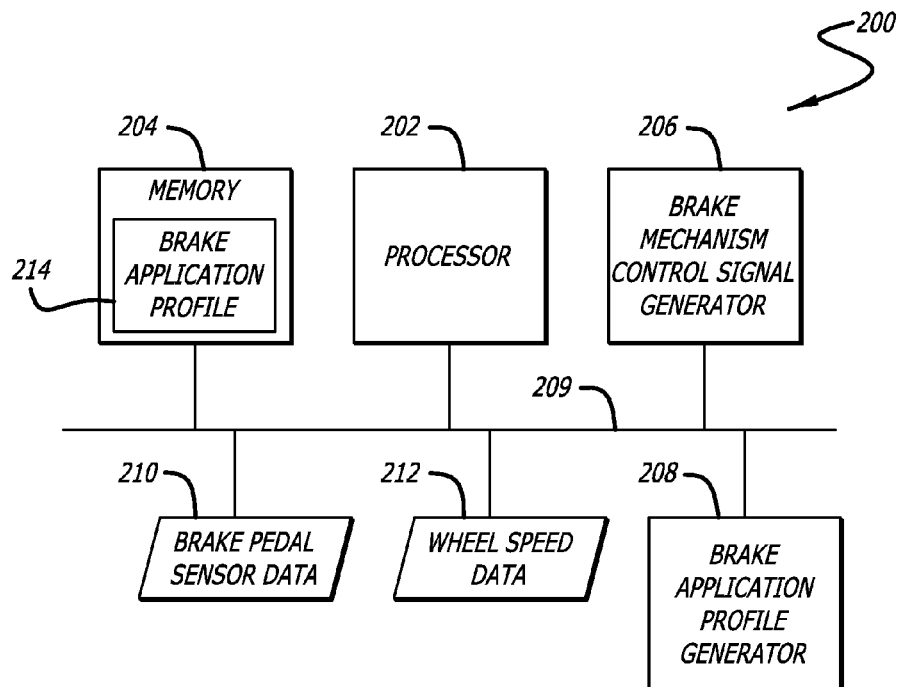 200
204
202
206
MEMORY
BRAKE
APPLICATION
PROFILE
214
PROCESSOR
BRAKE
MECHANISM
CONTROL SIGNAL
GENERATOR
209
210
212
208
BRAKE PEDAL
SENSOR DATA
WHEEL SPEED
DATA
BRAKE
APPLICATION
PROFILE
GENERATOR